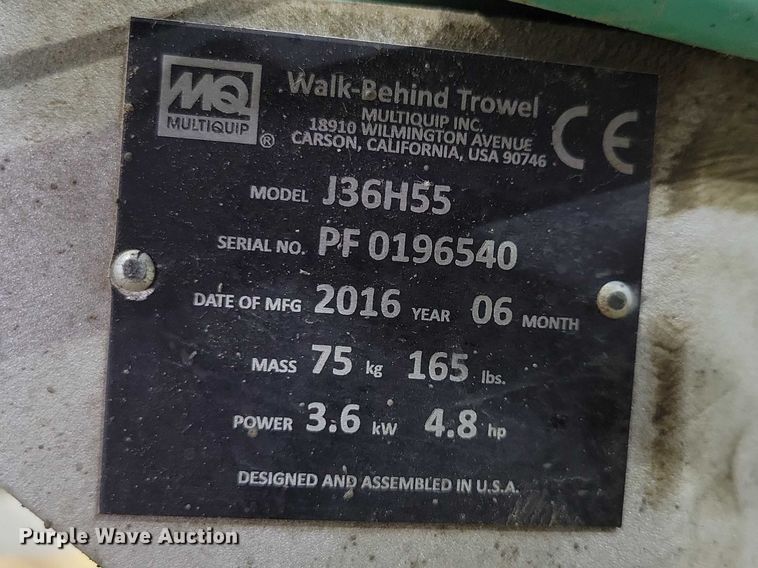 MQ
MULTIQUIP
®
Walk-Behind Trowel
MULTIQUIP INC.
18910 WILMINGTON AVENUE
CARSON, CALIFORNIA, USA 90746
CE
MODEL J36H55
SERIAL NO. PF 0196540
DATE OF MFG 2016 YEAR 06 MONTH
MASS 75 kg 165 lbs.
POWER 3.6 kW 4.8 hp
DESIGNED AND ASSEMBLED IN U.S.A.
Purple Wave Auction